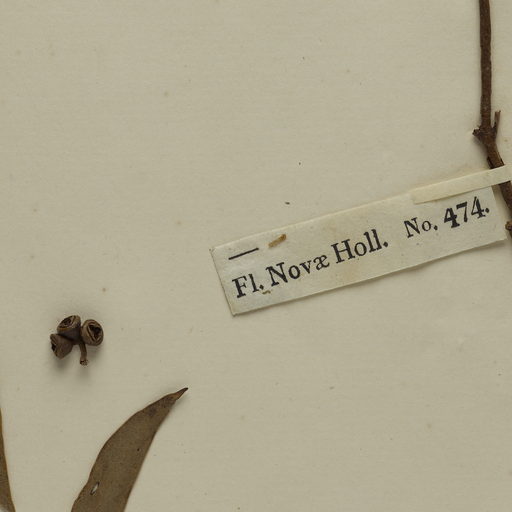 —
Fl. Novæ Holl. No. 474.